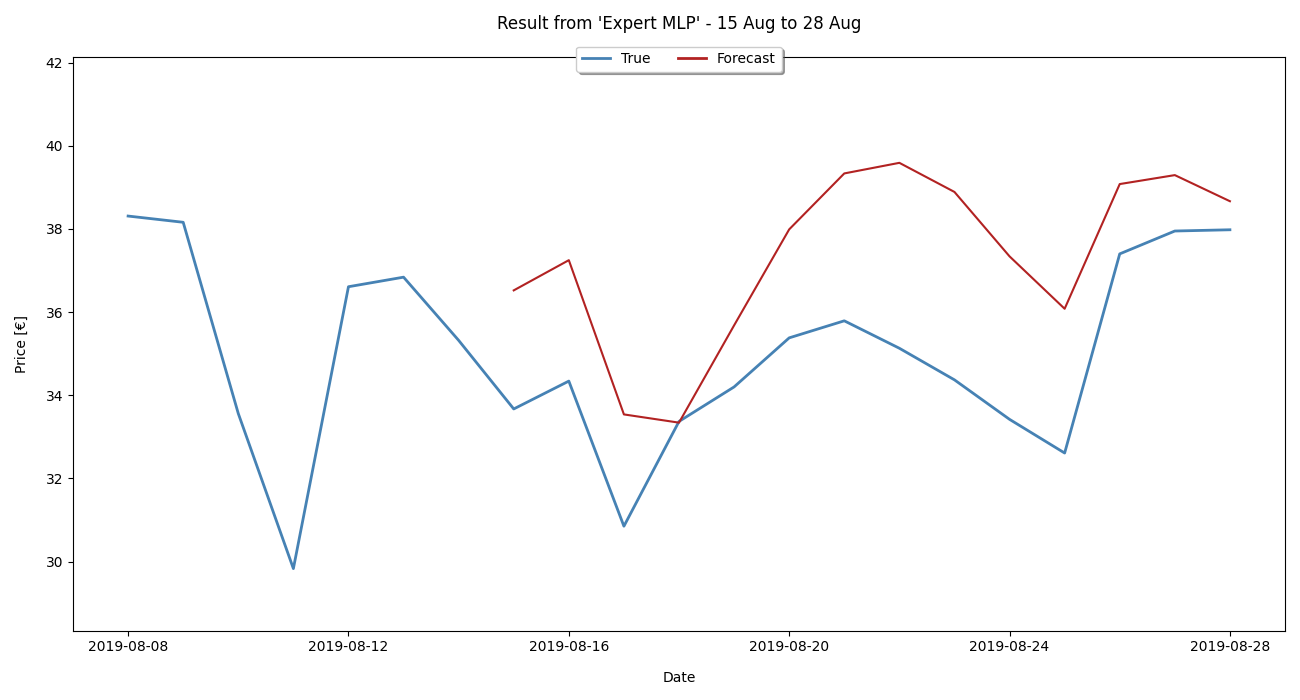 Result from 'Expert MLP' - 15 Aug to 28 Aug
True
Forecast
42
40
38
36
34
32
30
Price [€]
2019-08-08
2019-08-12
2019-08-16
2019-08-20
2019-08-24
2019-08-28
Date